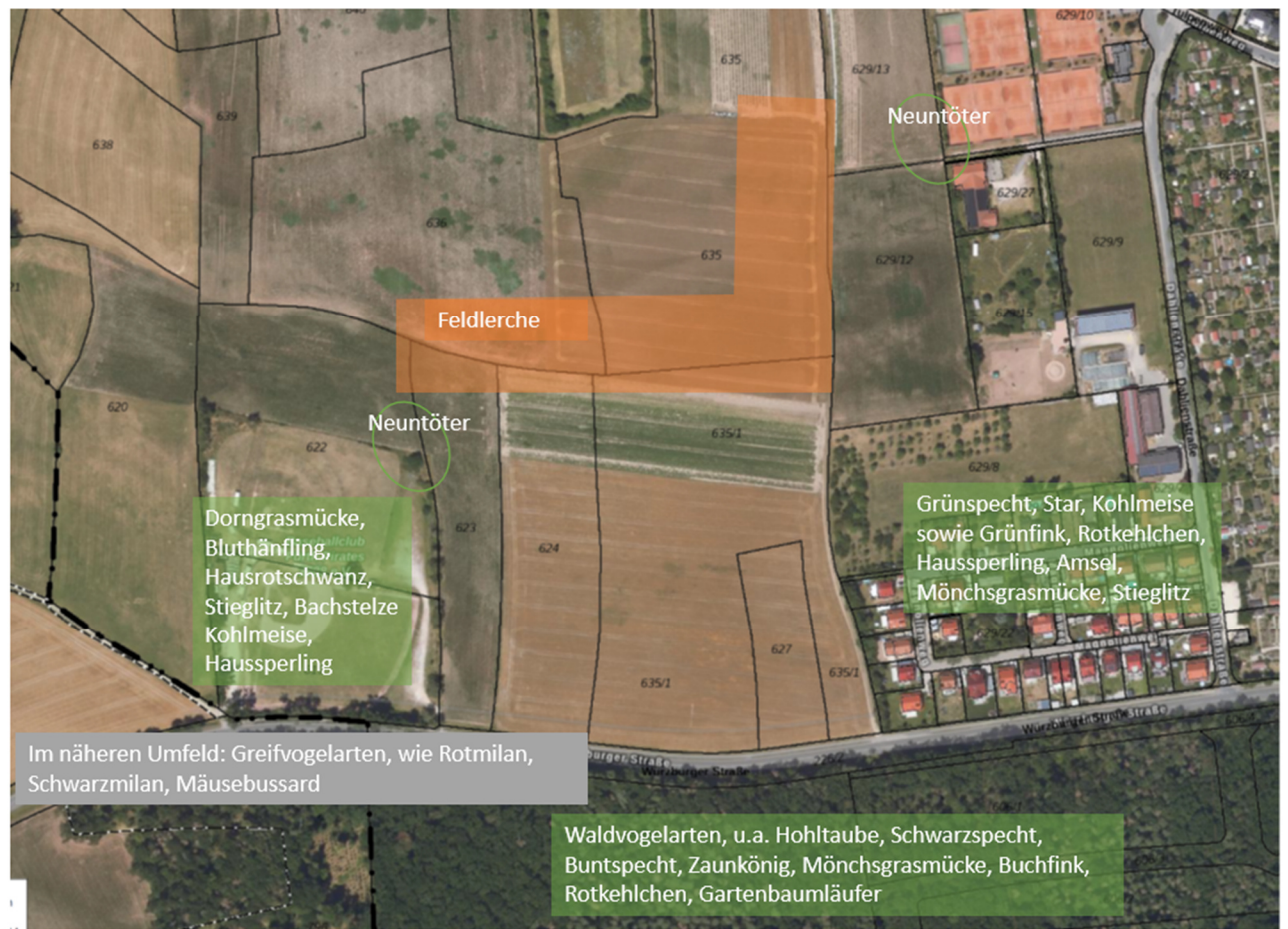 629/10
635
629/13
639
Neuntöter
638
629/27
636
629/9
635
629/12
Feldlerche
Dahlienstraße
620
Neuntöter
622
635/1
629/8
Dorngrasmücke,
Bluthänfling,
Hausrotschwanz,
Stieglitz, Bachstelze
Kohlmeise,
Haussperling
623
624
Grünspecht, Star, Kohlmeise
sowie Grünfink, Rotkehlchen,
Haussperling, Amsel,
Mönchsgrasmücke, Stieglitz
627
635/1
635/1
Würzburger Straße
Im näheren Umfeld: Greifvogelarten, wie Rotmilan,
Schwarzmilan, Mäusebussard
Waldvogelarten, u.a. Hohltaube, Schwarzspecht,
Buntspecht, Zaunkönig, Mönchsgrasmücke, Buchfink,
Rotkehlchen, Gartenbaumläufer